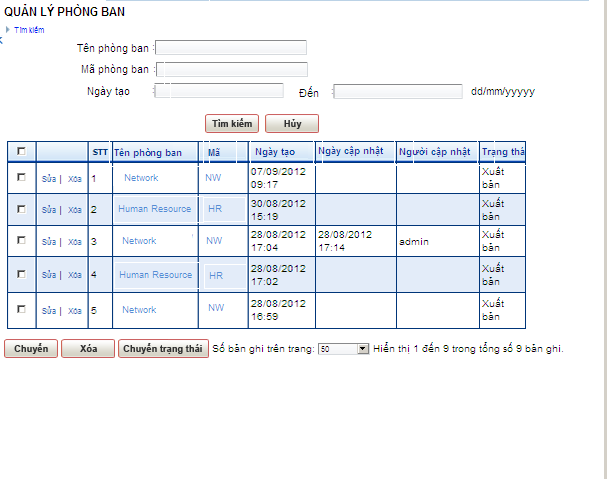 QUẢN LÝ PHÒNG BAN
Tìm kiếm
Tên phòng ban :
Mã phòng ban :
Ngày tạo : Đến : dd/mm/yyyyy
Tìm kiếm Hủy
STT Tên phòng ban Mã Ngày tạo Ngày cập nhật Người cập nhật Trạng thá
Sửa | Xóa 1 Network NW 07/09/2012 09:17 Xuất bản
Sửa | Xóa 2 Human Resource HR 30/08/2012 15:19 Xuất bản
Sửa | Xóa 3 Network NW 28/08/2012 17:04 28/08/2012 17:14 admin Xuất bản
Sửa | Xóa 4 Human Resource HR 28/08/2012 17:02 Xuất bản
Sửa | Xóa 5 Network NW 28/08/2012 16:59 Xuất bản
Chuyển Xóa Chuyển trạng thái Số bản ghi trên trang: 50 Hiển thị 1 đến 9 trong tổng số 9 bản ghi.